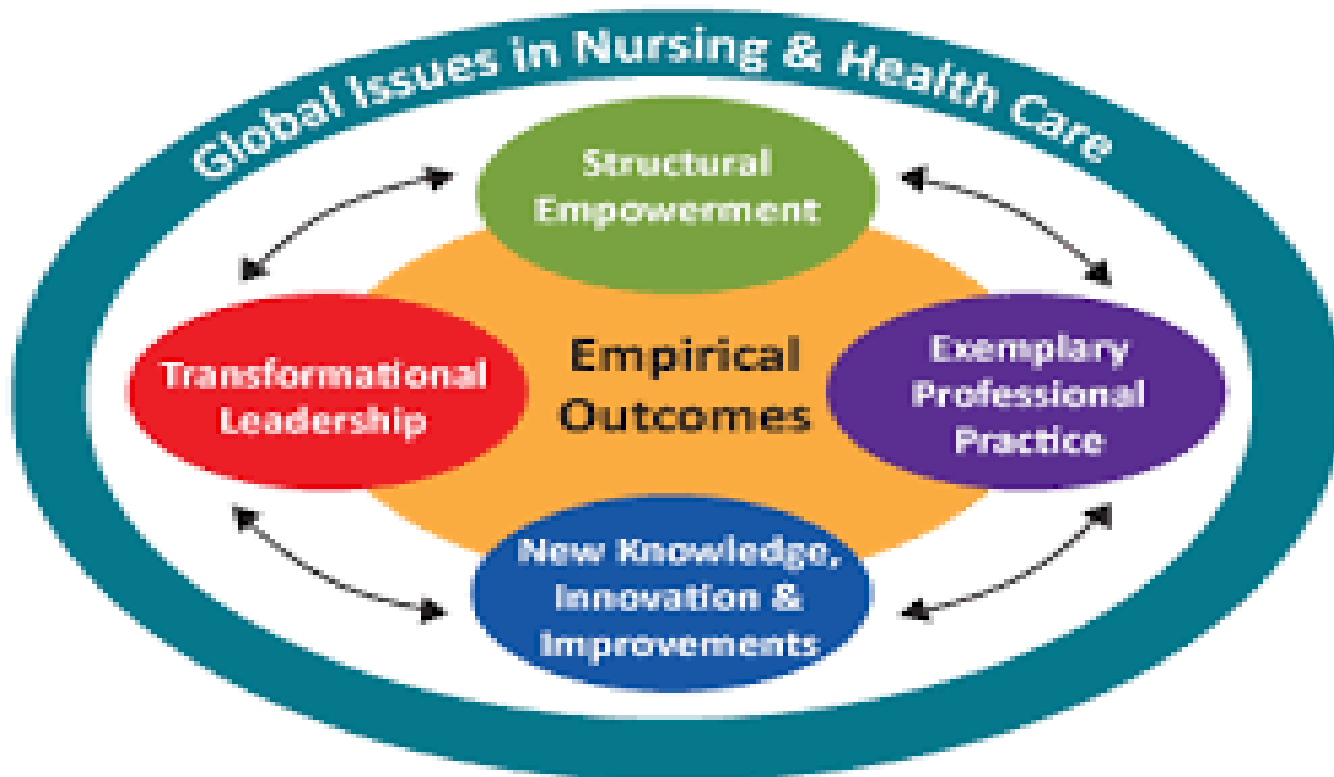 Global Issues in Nursing & Health Care
Structural
Empowerment
Transformational
Leadership
Empirical
Outcomes
Exemplary
Professional
Practice
New Knowledge,
Innovation &
Improvements